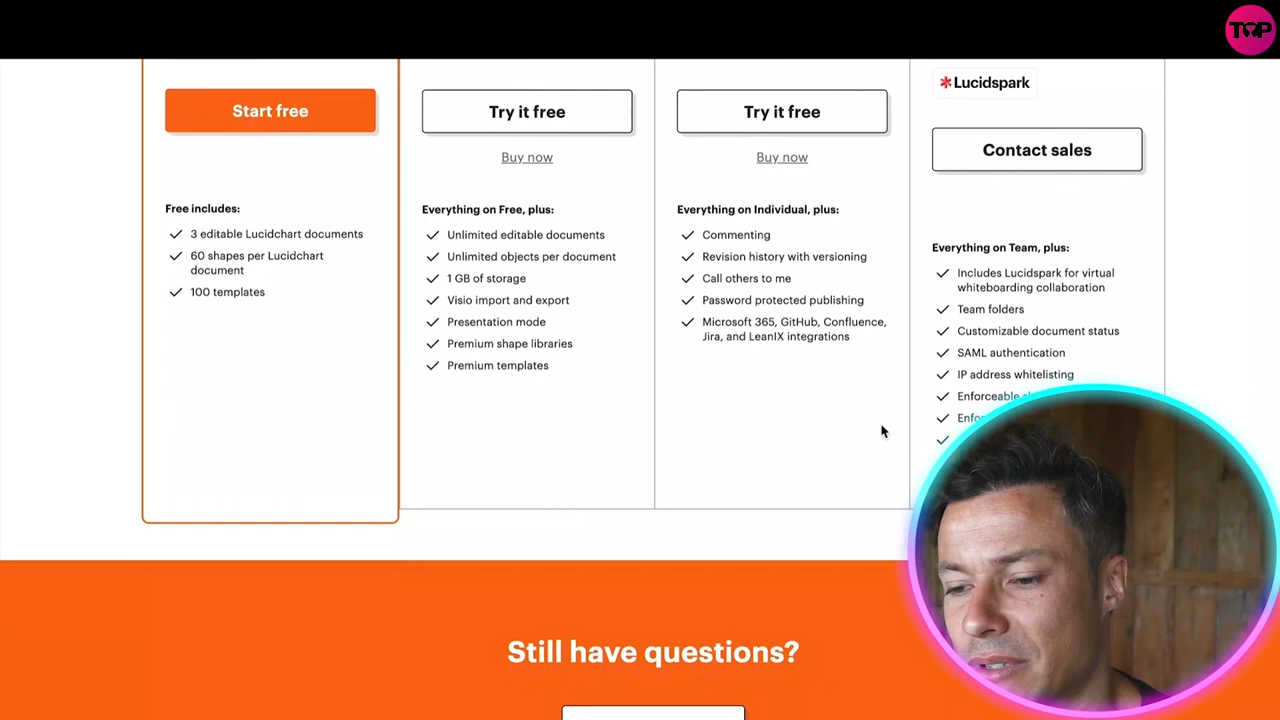 TOP
Start free
Free includes:
3 editable Lucidchart documents
60 shapes per Lucidchart
document
100 templates
Try it free
Buy now
Everything on Free, plus:
Unlimited editable documents
Unlimited objects per document
1 GB of storage
Visio import and export
Presentation mode
Premium shape libraries
Premium templates
Try it free
Buy now
Everything on Individual, plus:
Commenting
Revision history with versioning
Call others to me
Password protected publishing
Microsoft 365, GitHub, Confluence,
Jira, and LeanIX integrations
Lucidspark
Contact sales
Everything on Team, plus:
Includes Lucidspark for virtual
whiteboarding collaboration
Team folders
Customizable document status
SAML authentication
IP address whitelisting
Enforceable
Still have questions?